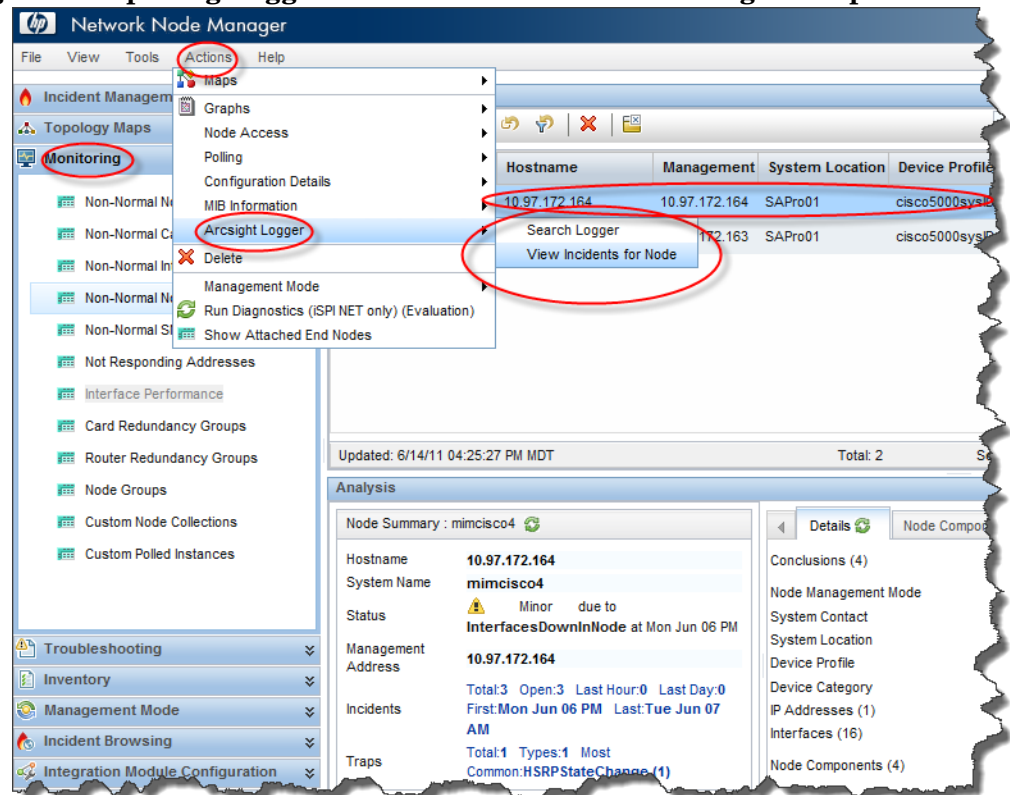 hp Network Node Manager
File View Tools Actions Help
Incident Managem
Topology Maps
Monitoring
Non-Normal N
Non-Normal Ca
Non-Normal In
Non-Normal N
Non-Normal S
Not Responding Addresses
Interface Performance
Card Redundancy Groups
Router Redundancy Groups
Node Groups
Custom Node Collections
Custom Polled Instances
Troubleshooting
Inventory
Management Mode
Incident Browsing
Integration Module Configuration
Maps
Graphs
Node Access
Polling
Configuration Details
MIB Information
Arcsight Logger
Delete
Management Mode
Run Diagnostics (iSPI NET only) (Evaluation)
Show Attached End Nodes
Search Logger
View Incidents for Node
Hostname Management System Location Device Profile
10.97.172.164 10.97.172.164 SAPro01 cisco5000sysID
172.163 SAPro01 cisco5000sysID
Updated: 6/14/11 04:25:27 PM MDT Total: 2 Se
Analysis
Node Summary : mimcisco4
Hostname 10.97.172.164
System Name mimcisco4
Status Minor due to
InterfacesDownInNode at Mon Jun 06 PM
Management
Address 10.97.172.164
Incidents Total:3 Open:3 Last Hour:0 Last Day:0
First:Mon Jun 06 PM Last:Tue Jun 07
AM
Traps Total:1 Types:1 Most
Common:HSRPStateChange (1)
Details Node Compo
Conclusions (4)
Node Management Mode
System Contact
System Location
Device Profile
Device Category
IP Addresses (1)
Interfaces (16)
Node Components (4)